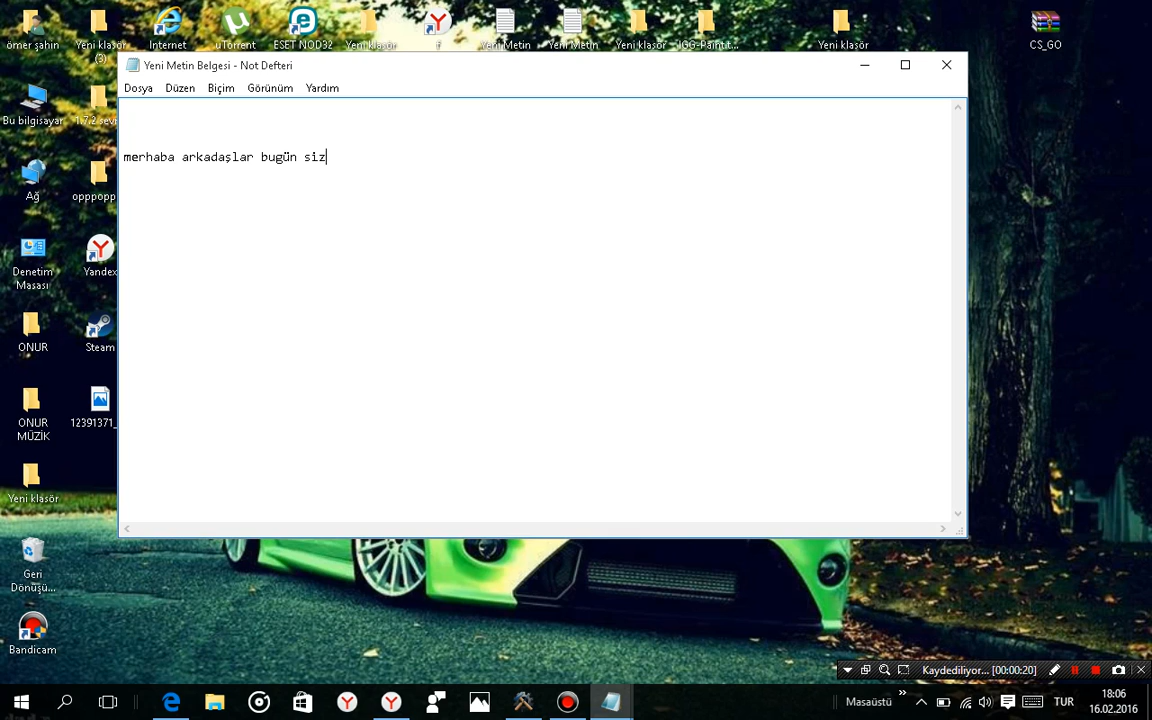 ömer şahin
Yeni klasör (3)
Internet
uTorrent
ESET NOD32
Yeni klasör
f
Yeni Metin
Yeni Metin
Yeni klasör
Yeni klasör
CS_GO
Yeni Metin Belgesi - Not Defteri
Dosya Düzen Biçim Görünüm Yardım
merhaba arkadaşlar bugün siz
Bu bilgisayar
Ağ
opppopp
Denetim Masası
Yandex
ONUR
Steam
ONUR MÜZİK
12391371_
Yeni klasör
Geri Dönüşü...
Bandicam
Kaydediliyor... [00:00:20]
Masaüstü
TUR
18:06
16.02.2016